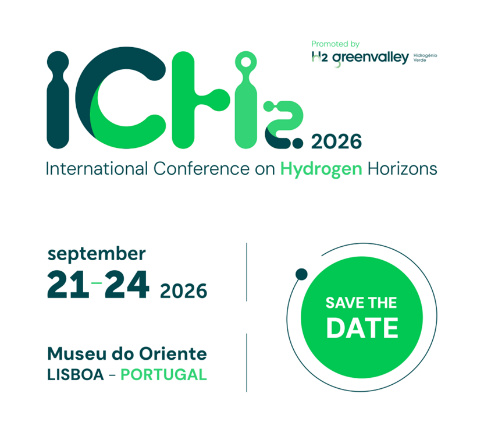 Promoted by
H2 greenvalley Hidrogénio
Verde
iCHi2. 2026
International Conference on Hydrogen Horizons
september
21-24 2026
SAVE THE
DATE
Museu do Oriente
LISBOA - PORTUGAL